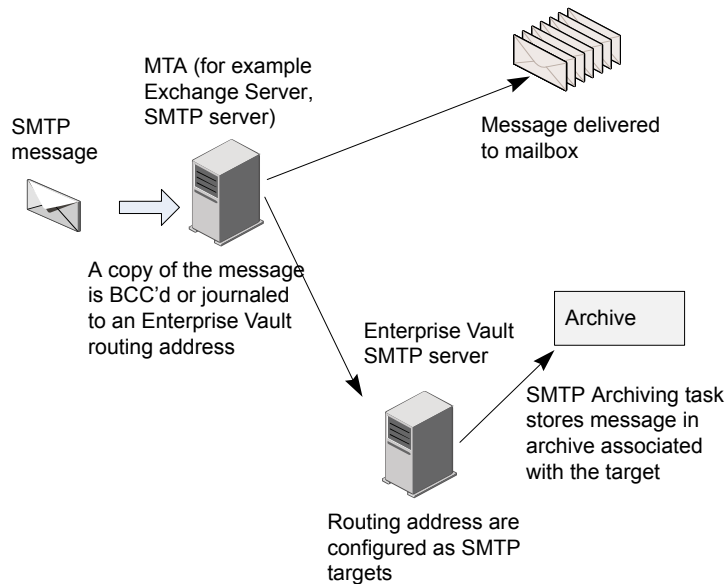 SMTP
message
MTA (for example
Exchange Server,
SMTP server)
A copy of the message
is BCC'd or journaled
to an Enterprise Vault
routing address
Message delivered
to mailbox
Enterprise Vault
SMTP server
Routing address are
configured as SMTP
targets
Archive
SMTP Archiving task
stores message in
archive associated
with the target